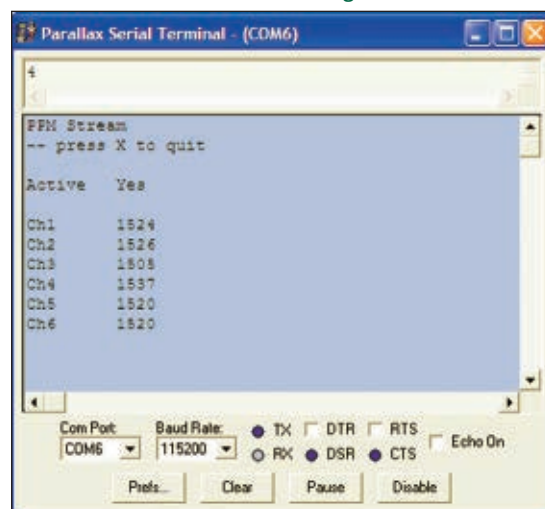 Parallax Serial Terminal - (COM6)
4
PPM Stream
-- press X to quit
Active Yes
Ch1 1524
Ch2 1526
Ch3 1505
Ch4 1537
Ch5 1520
Ch6 1520
Com Port: Baud Rate: TX DTR RTS
COM6 115200 RX DSR CTS Echo On
Prefs... Clear Pause Disable